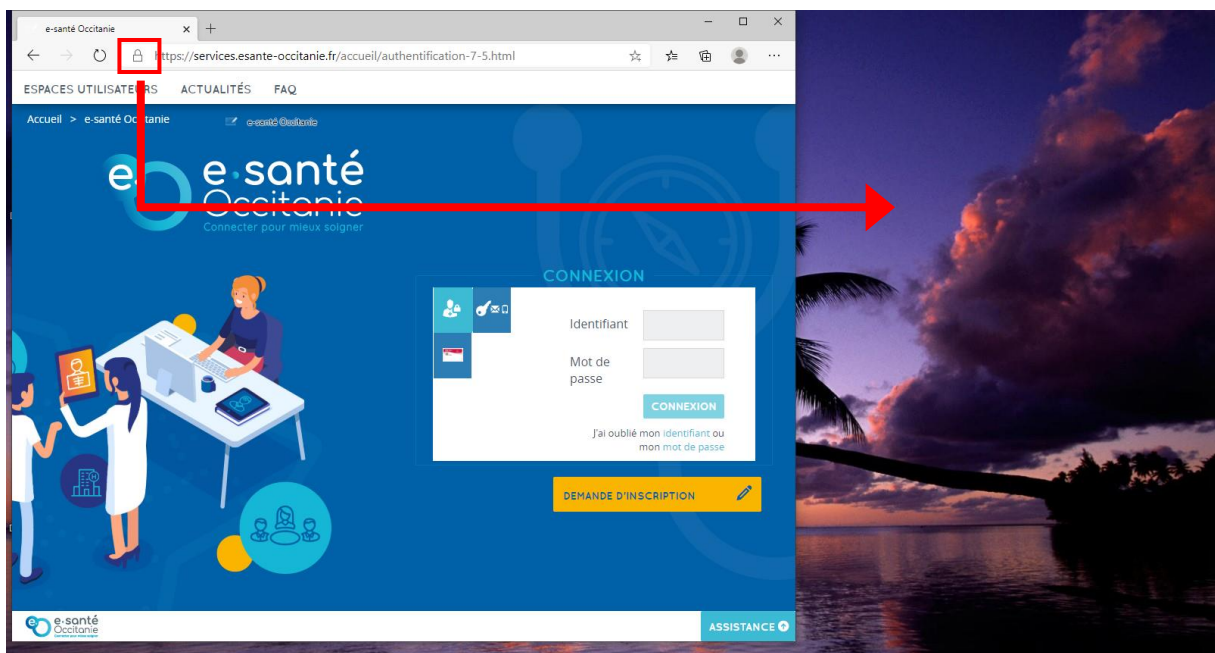 e-santé Occitanie
https://services.esante-occitanie.fr/accueil/authentification-7-5.html
ESPACES UTILISATEURS ACTUALITÉS FAQ
Accueil > e-santé Occitanie
e-santé Occitanie
e•santé
Occitanie
Connecter pour mieux soigner
CONNEXION
Identifiant
Mot de
passe
CONNEXION
J'ai oublié mon identifiant ou
mon mot de passe
DEMANDE D'INSCRIPTION
e•santé
Occitanie
ASSISTANCE